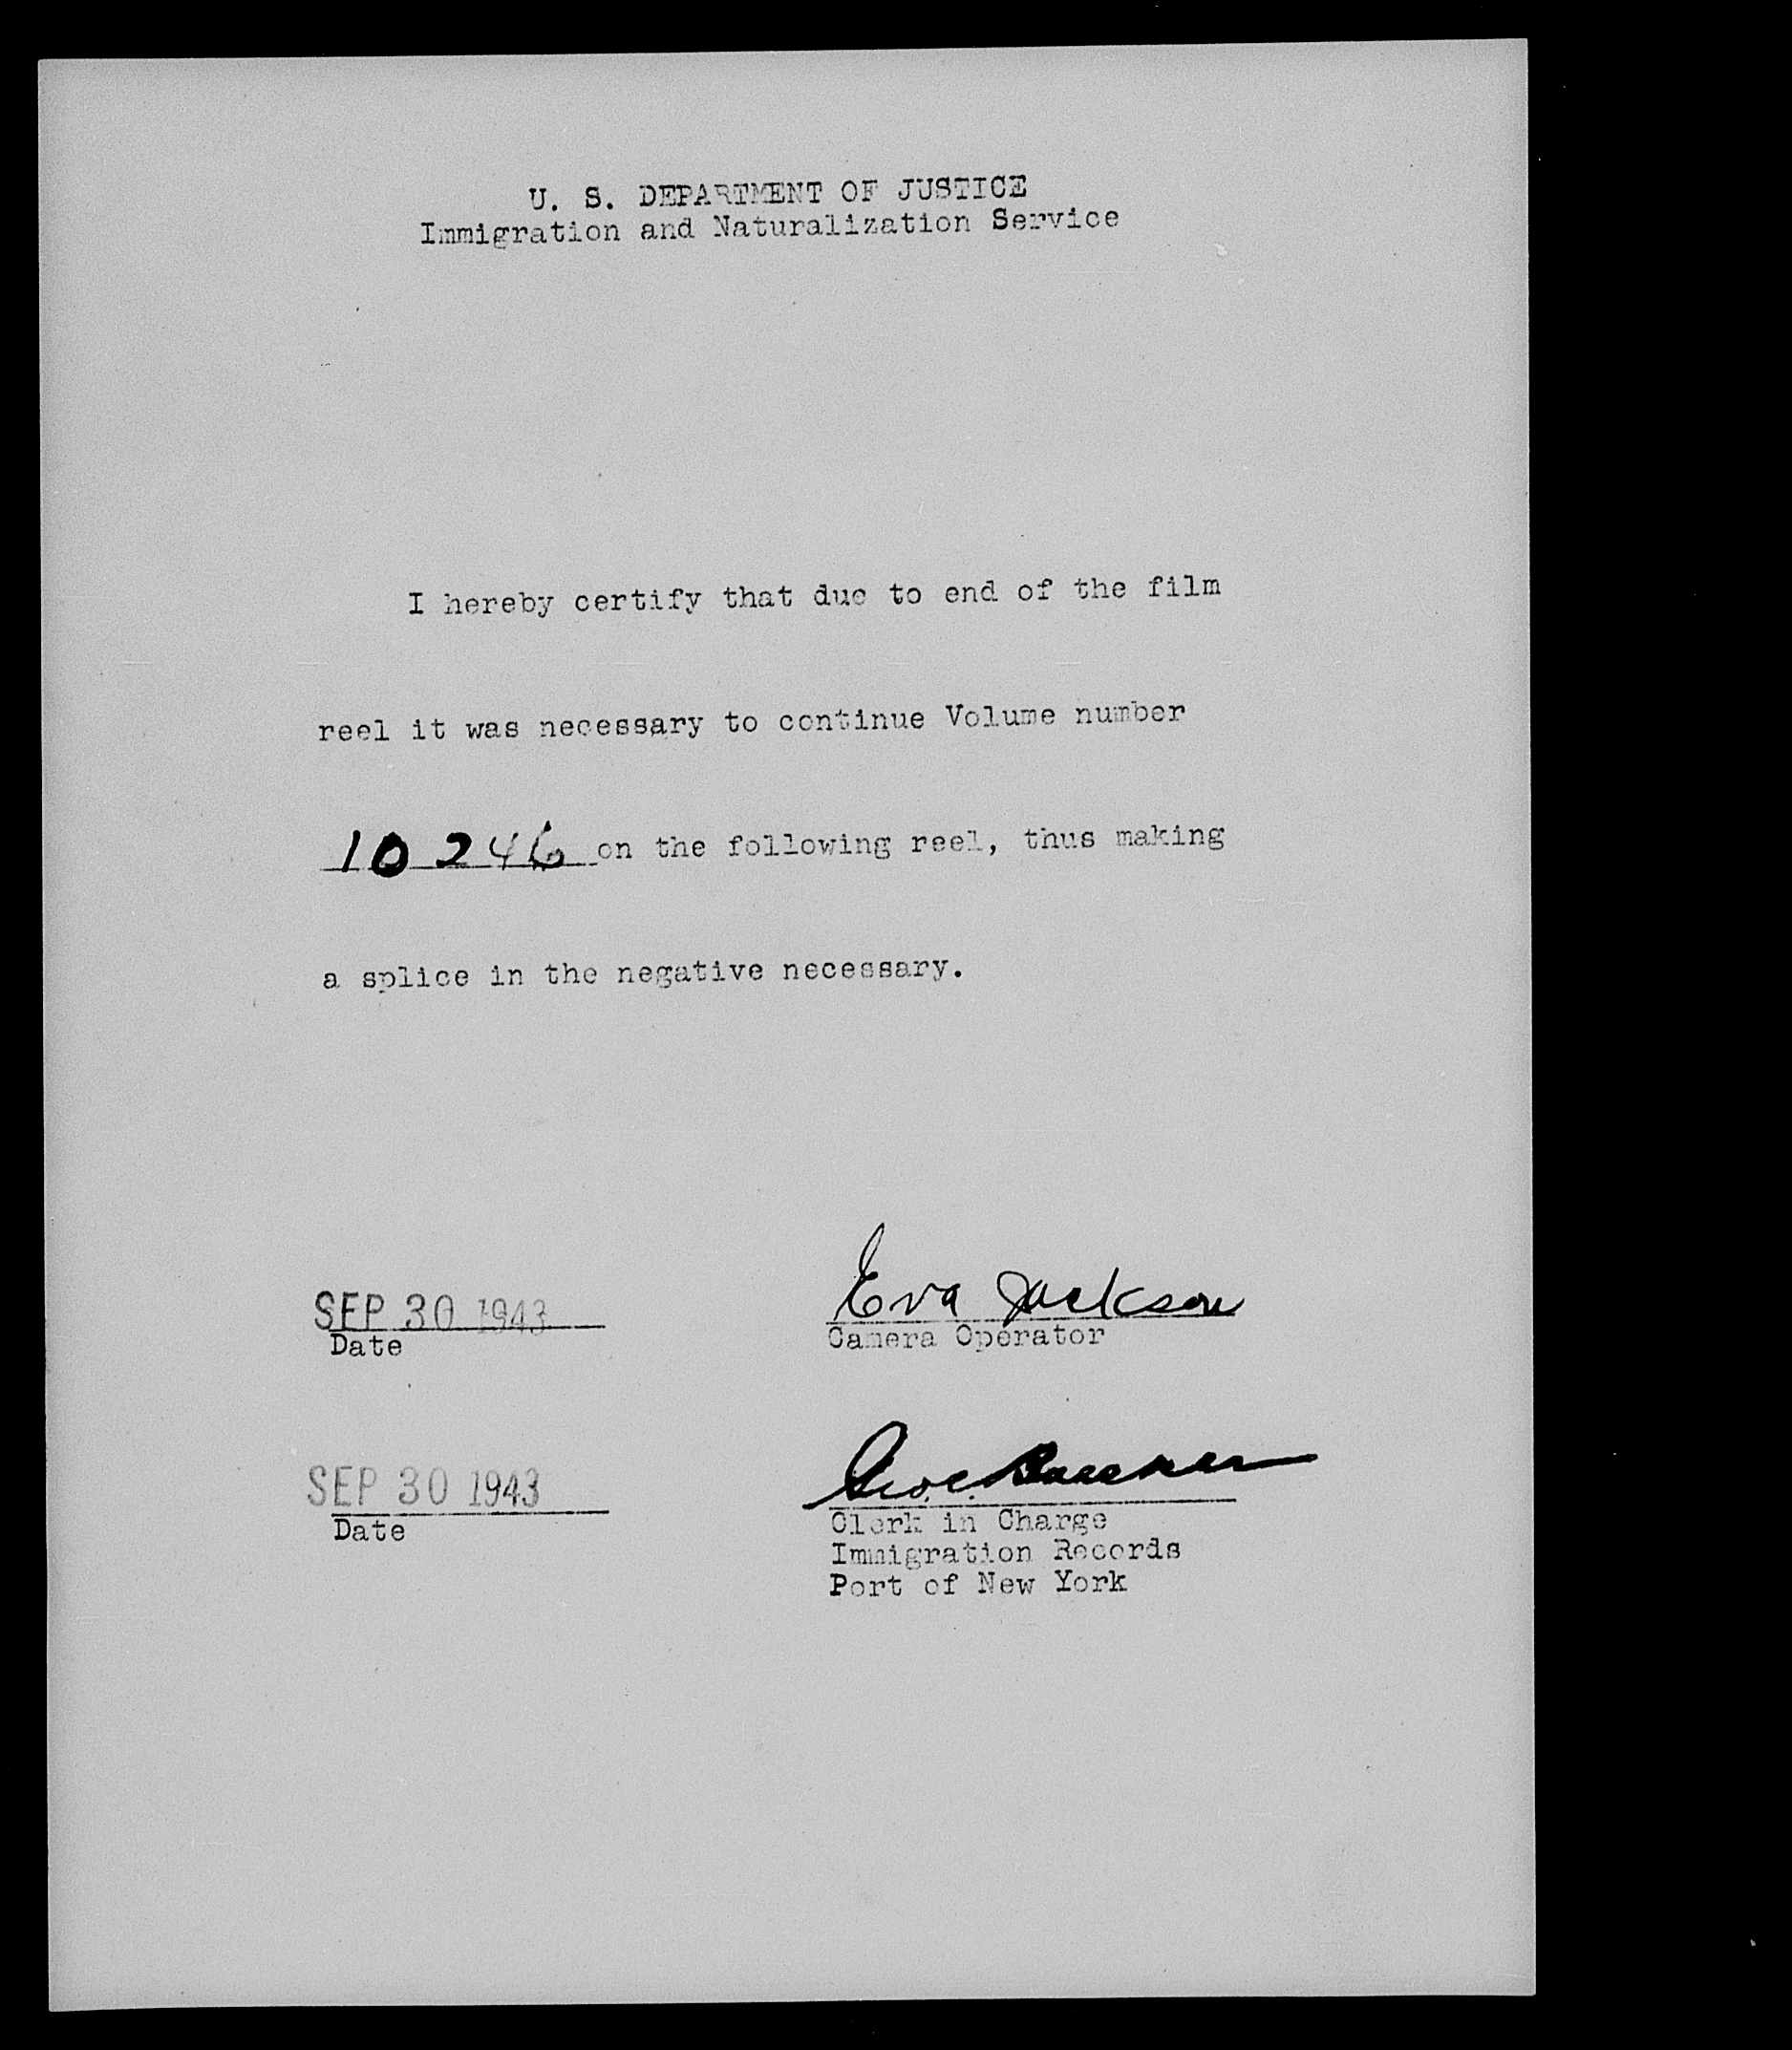 U. S. DEPARTMENT OF JUSTICE
Immigration and Naturalization Service
I hereby certify that due to end of the film
reel it was necessary to continue Volume number
10246 on the following reel, thus making
a splice in the negative necessary.
SEP 30 1943
Date
Eva Jackson
Camera Operator
SEP 30 1943
Date
Clerk in Charge
Immigration Records
Port of New York